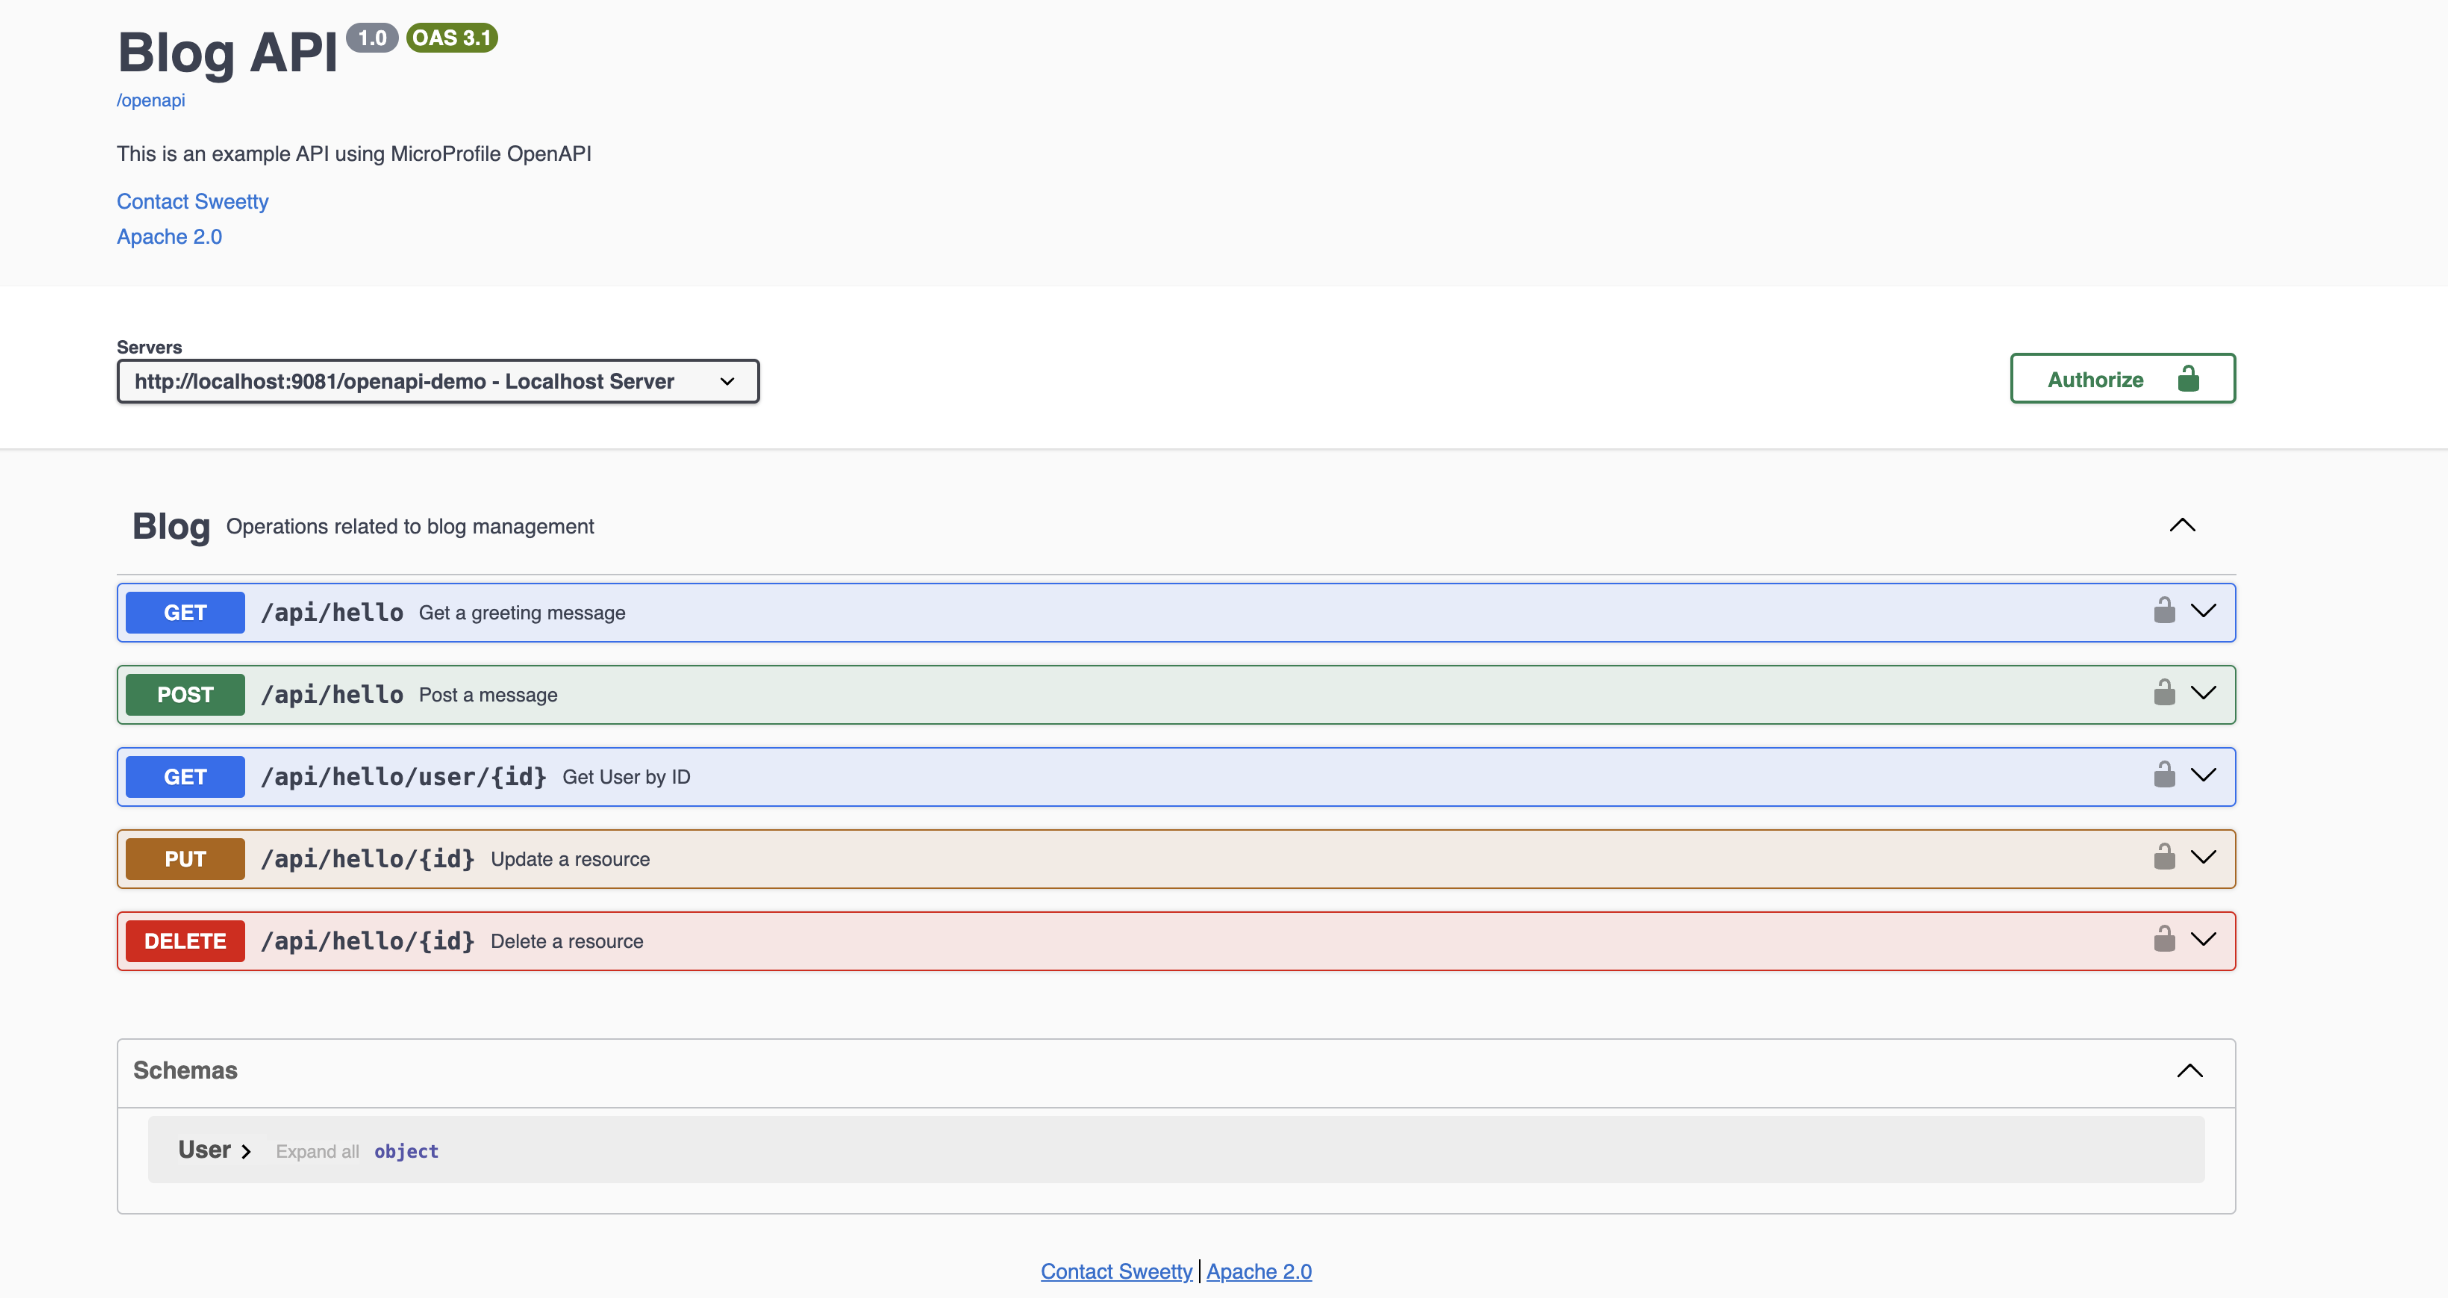 Blog API 1.0 OAS 3.1
/openapi
This is an example API using MicroProfile OpenAPI
Contact Sweetty
Apache 2.0
Servers
http://localhost:9081/openapi-demo - Localhost Server
Authorize
Blog Operations related to blog management
GET /api/hello Get a greeting message
POST /api/hello Post a message
GET /api/hello/user/{id} Get User by ID
PUT /api/hello/{id} Update a resource
DELETE /api/hello/{id} Delete a resource
Schemas
User Expand all object
Contact Sweetty | Apache 2.0